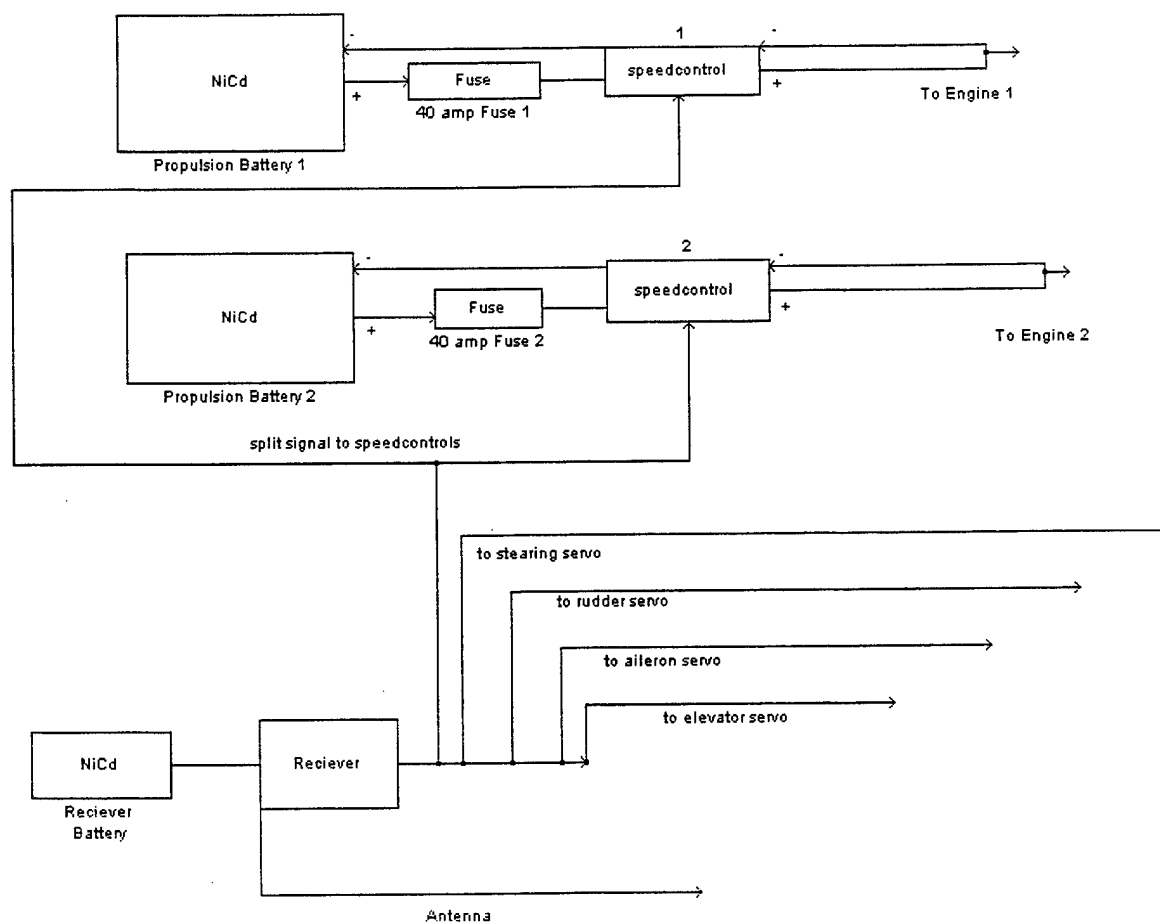 1
-
-
NiCd
Fuse
speedcontrol
+
+
40 amp Fuse 1
To Engine 1
Propulsion Battery 1
2
-
-
NiCd
Fuse
speedcontrol
+
+
40 amp Fuse 2
To Engine 2
Propulsion Battery 2
split signal to speedcontrols
to stearing servo
to rudder servo
to aileron servo
to elevator servo
NiCd
Reciever
Reciever
Battery
Antenna